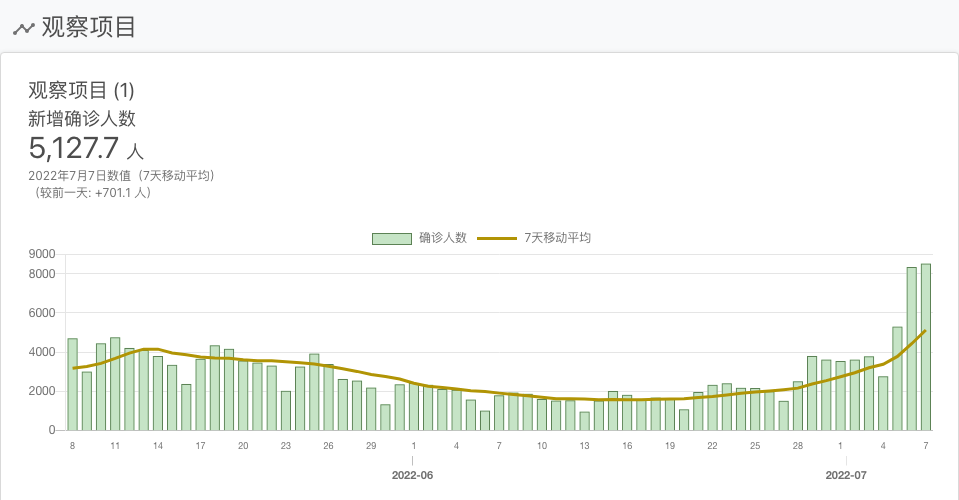 观察项目
观察项目 (1)
新增确诊人数
5,127.7 人
2022年7月7日数值（7天移动平均）
（较前一天: +701.1 人）
确诊人数 7天移动平均
9000
8000
6000
4000
2000
0
8 11 14 17 20 23 26 29 1 4 7 10 13 16 19 22 25 28 1 4 7
2022-06 2022-07